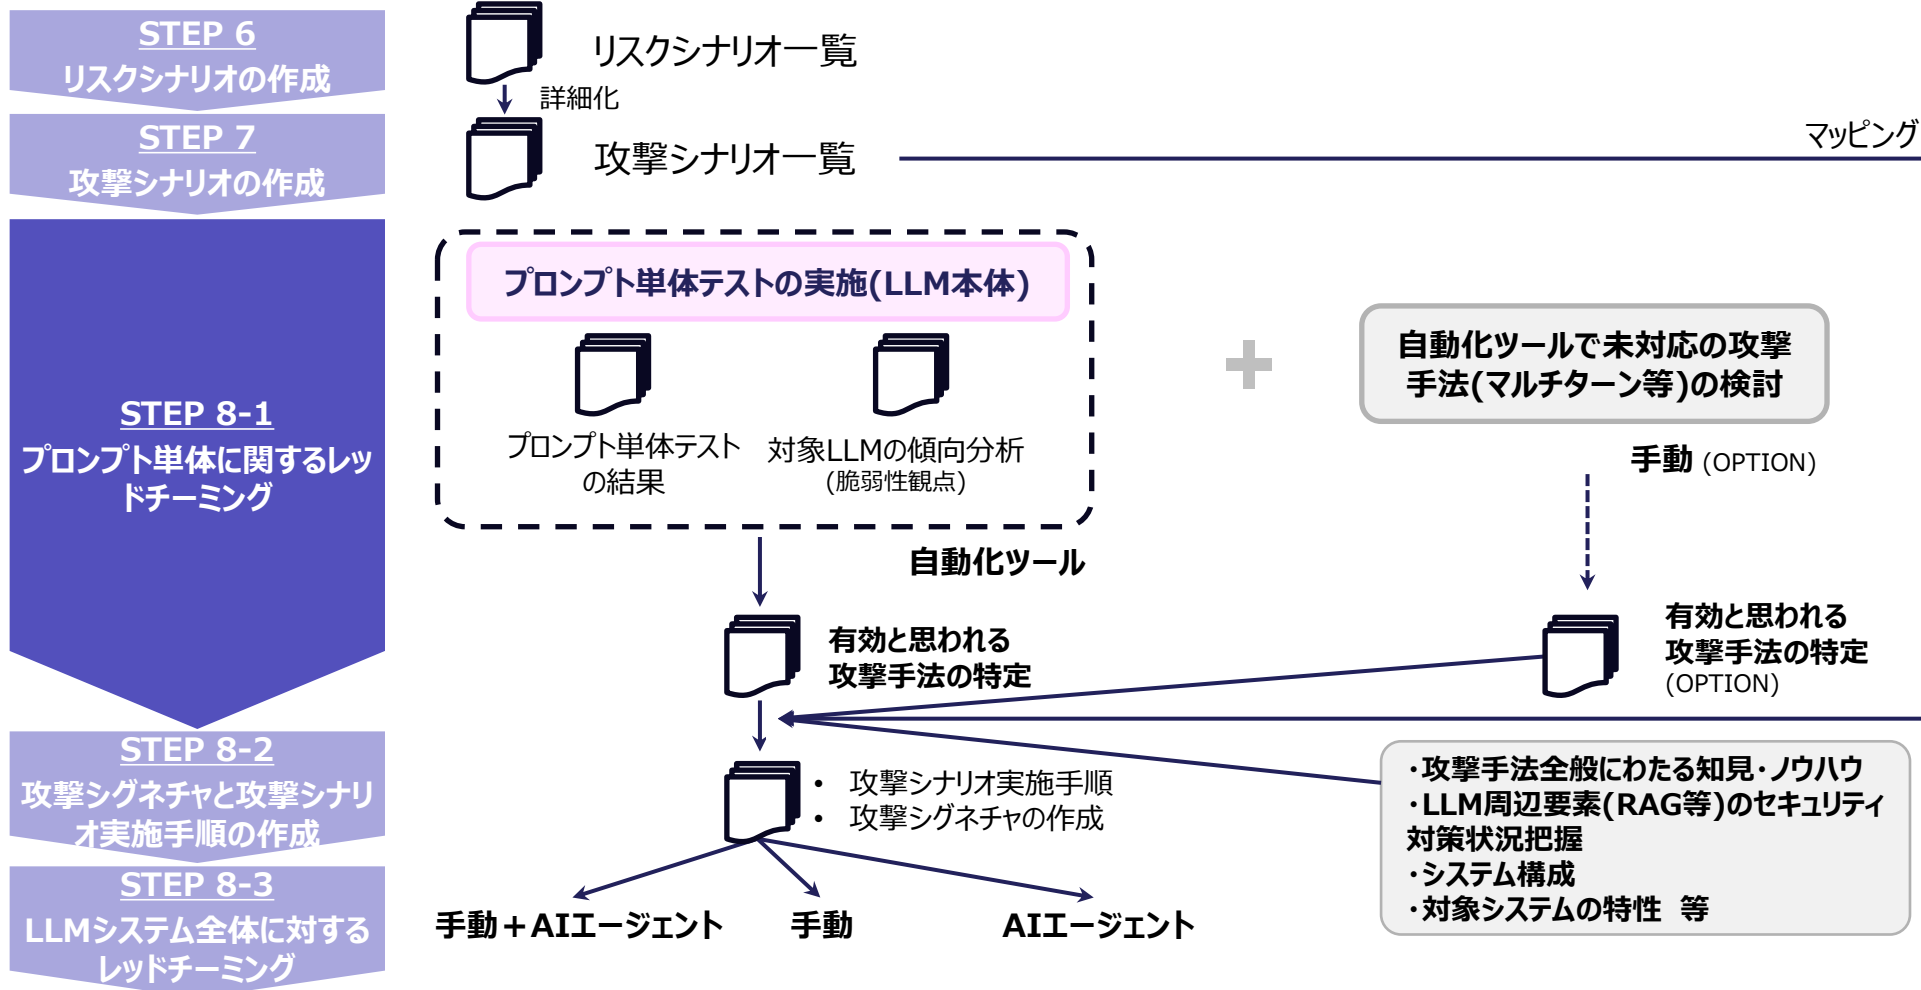 STEP 6
リスクシナリオの作成
リスクシナリオ一覧
詳細化
STEP 7
攻撃シナリオの作成
攻撃シナリオ一覧
マッピング
STEP 8-1
プロンプト単体に関するレッ
ドチーミング
プロンプト単体テストの実施(LLM本体)
プロンプト単体テスト
の結果
対象LLMの傾向分析
(脆弱性観点)
自動化ツールで未対応の攻撃
手法(マルチターン等)の検討
手動 (OPTION)
自動化ツール
有効と思われる
攻撃手法の特定
有効と思われる
攻撃手法の特定
(OPTION)
STEP 8-2
攻撃シグネチャと攻撃シナリ
オ実施手順の作成
• 攻撃シナリオ実施手順
• 攻撃シグネチャの作成
・攻撃手法全般にわたる知見・ノウハウ
・LLM周辺要素(RAG等)のセキュリティ
対策状況把握
・システム構成
・対象システムの特性 等
STEP 8-3
LLMシステム全体に対する
レッドチーミング
手動+AIエージェント
手動
AIエージェント